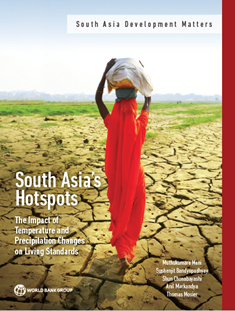 South Asia Development Matters
South Asia's
Hotspots
The Impact of
Temperature and
Precipitation Changes
on Living Standards
Muthukumara Mani
Sushenjit Bandyopadhyay
Shun Chonabayashi
Anil Markandya
Thomas Mosier
WORLD BANK GROUP